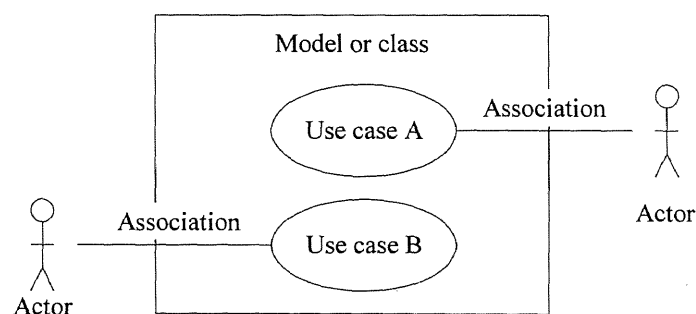 Model or class
Use case A
Association
Actor
Association
Use case B
Actor